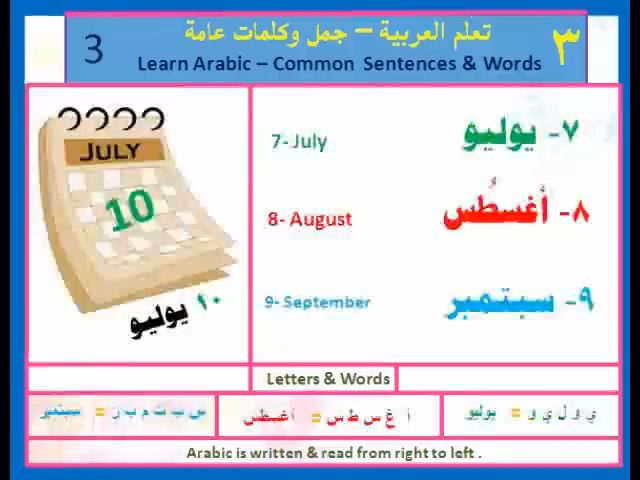 تعلم العربية – جمل وكلمات عامة
3
٣
Learn Arabic – Common Sentences & Words
JULY
10
١٠ يوليو
7- July
٧- يوليو
8- August
٨- أغسطُس
9- September
٩- سبتمبر
Letters & Words
ي و ل ي و = يوليو
أ غ س ط س = أغسطس
س ب ت م ب ر = سبتمبر
Arabic is written & read from right to left .